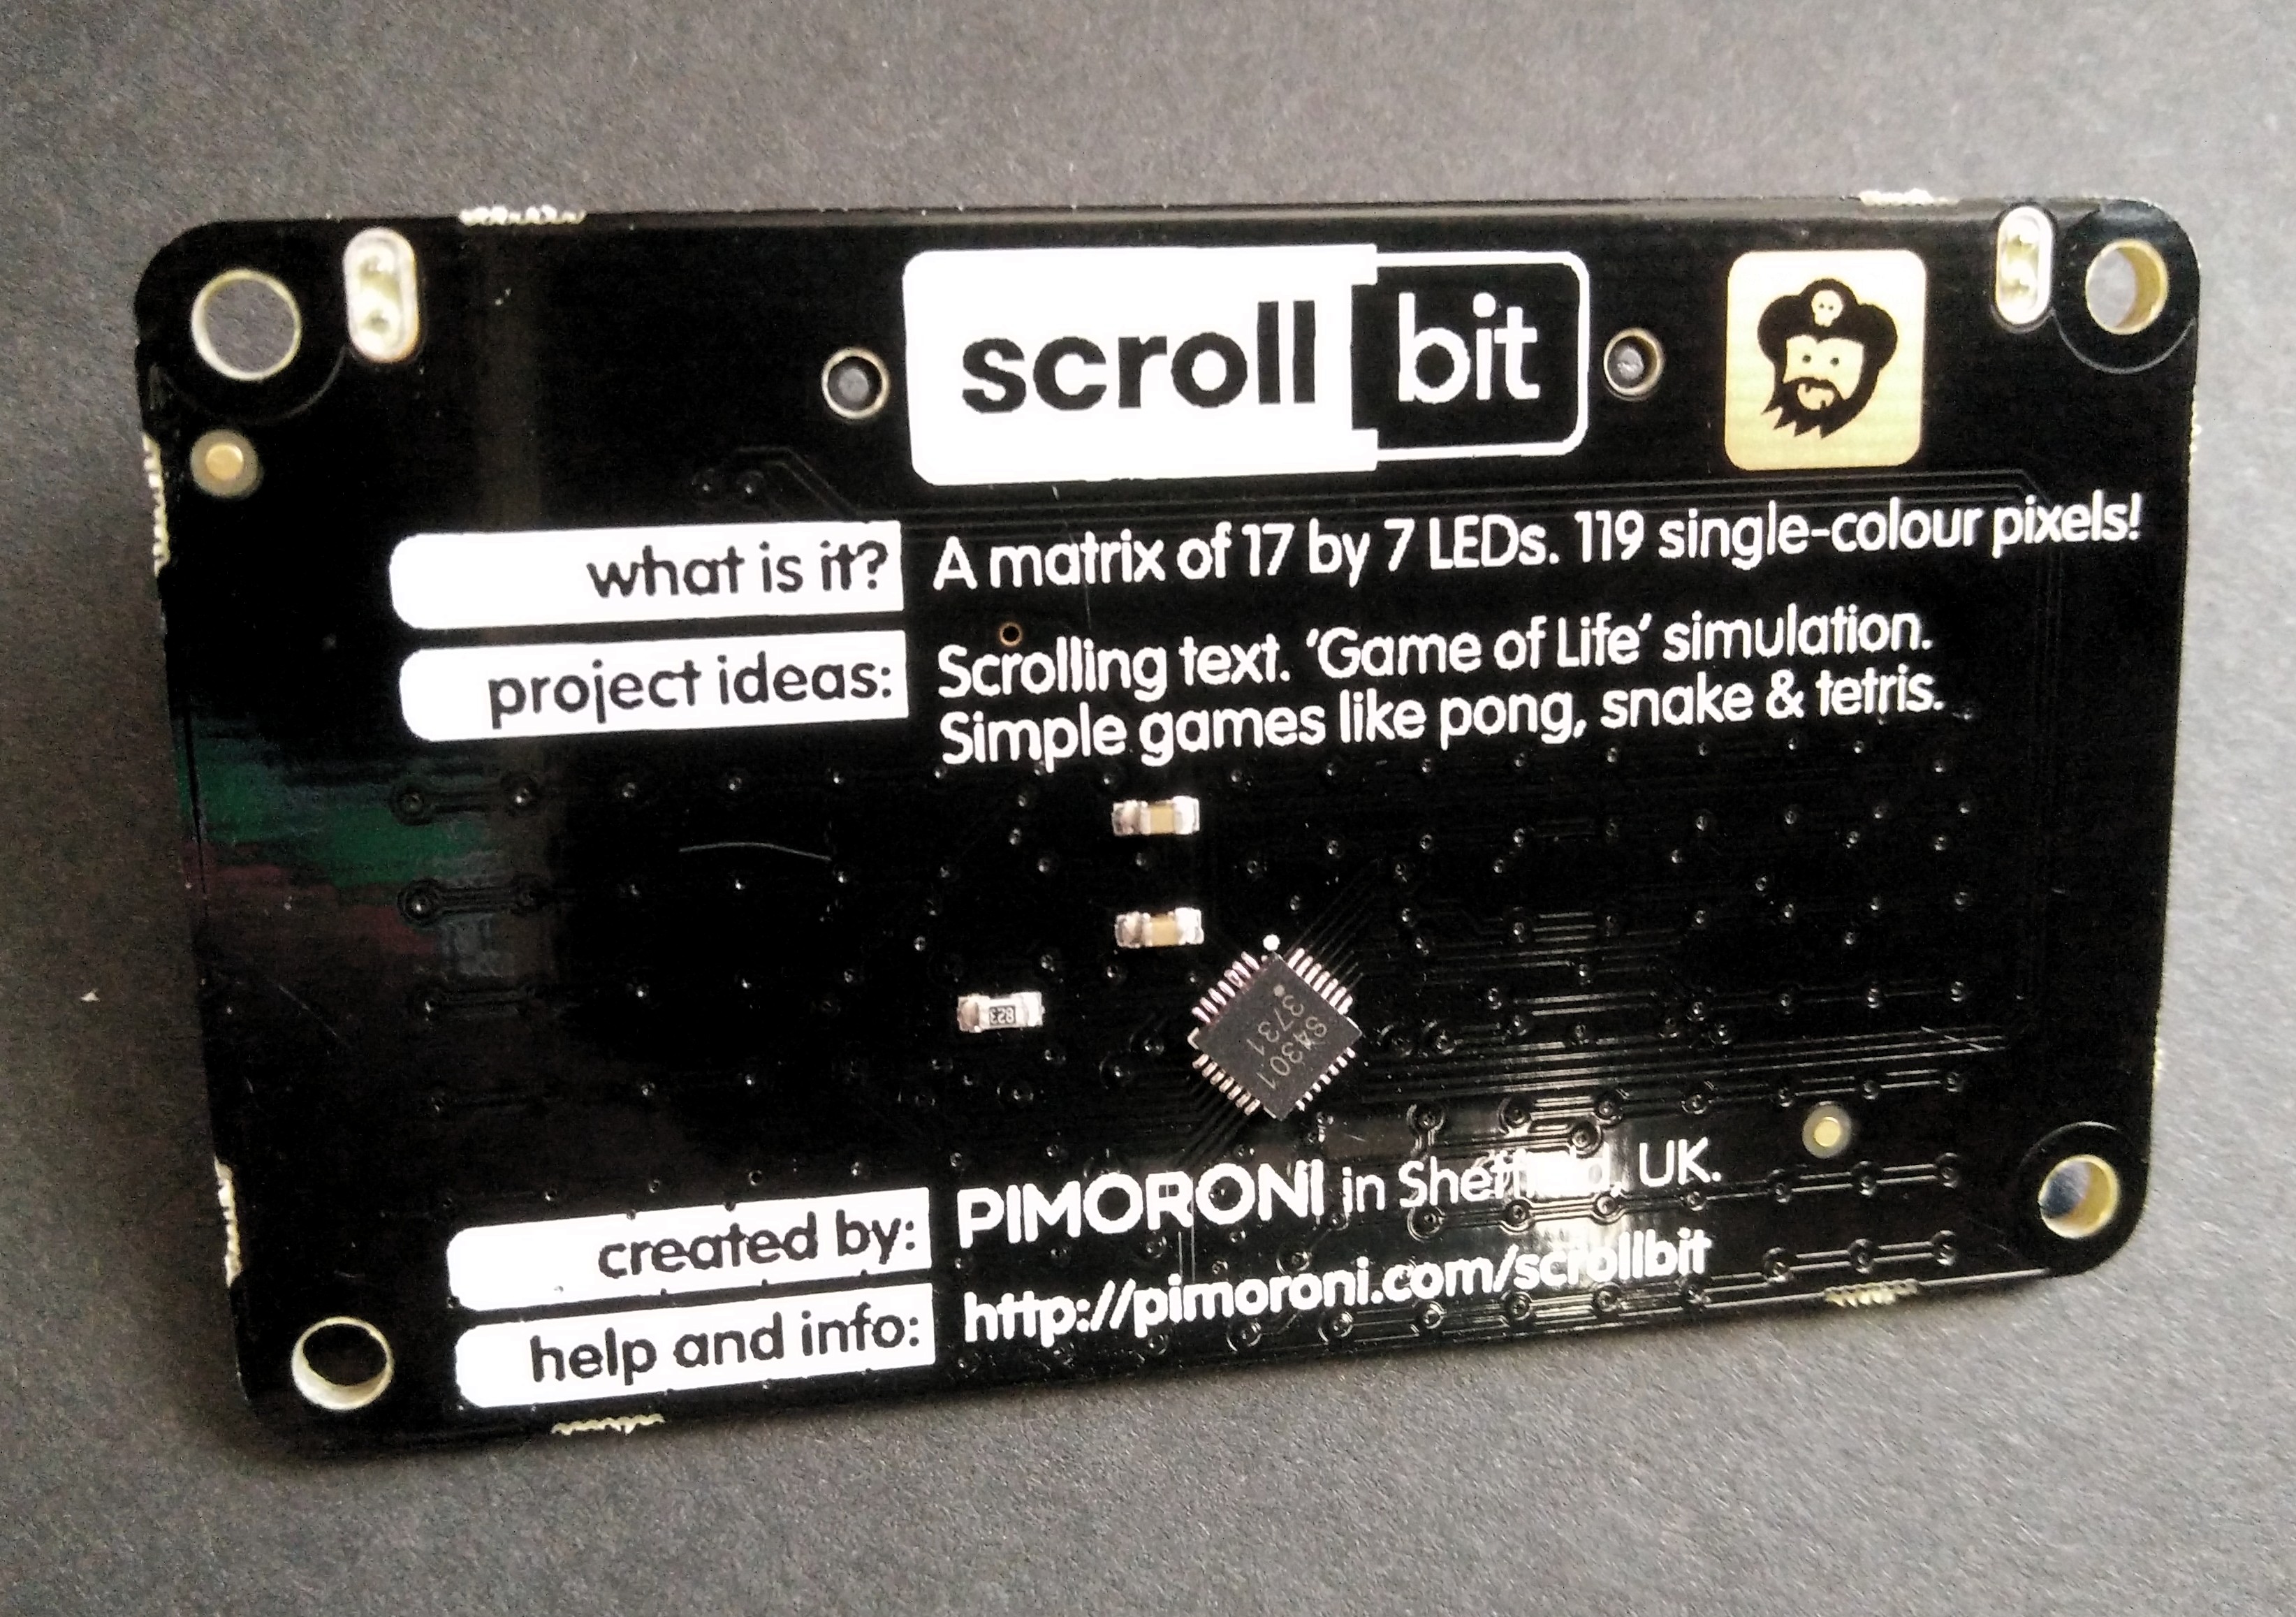 scroll bit
what is it? A matrix of 17 by 7 LEDs. 119 single-colour pixels!
project ideas: Scrolling text. ‘Game of Life’ simulation.
Simple games like pong, snake & tetris.
3731
S4301
created by: PIMORONI in Sheffield, UK.
help and info: http://pimoroni.com/scrollbit